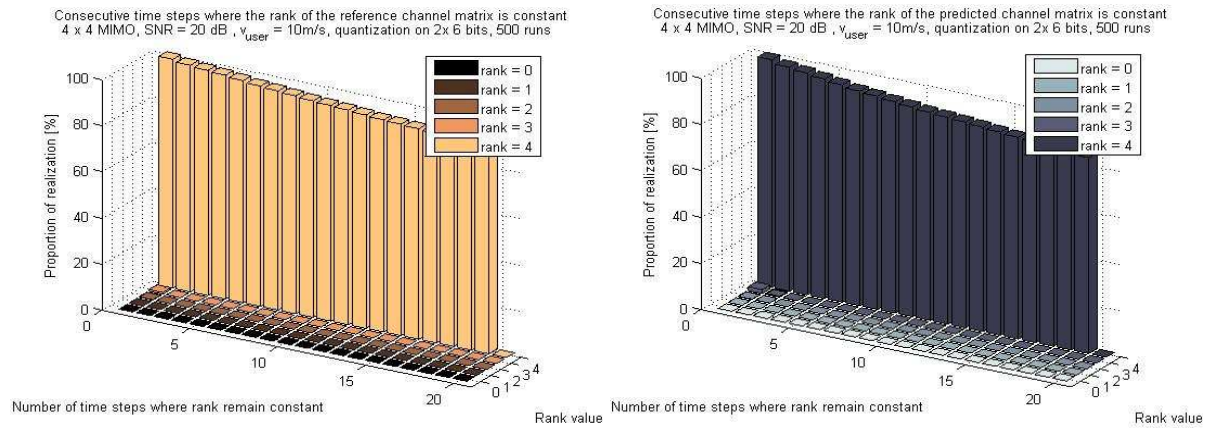 Consecutive time steps where the rank of the reference channel matrix is constant
4 x 4 MIMO, SNR = 20 dB , v_user = 10m/s, quantization on 2x 6 bits, 500 runs
rank = 0
rank = 1
rank = 2
rank = 3
rank = 4
Proportion of realization [%]
100
80
60
40
20
0
0
5
10
15
20
0 1 2 3 4
Number of time steps where rank remain constant
Rank value
Consecutive time steps where the rank of the predicted channel matrix is constant
4 x 4 MIMO, SNR = 20 dB , v_user = 10m/s, quantization on 2x 6 bits, 500 runs
rank = 0
rank = 1
rank = 2
rank = 3
rank = 4
Proportion of realization [%]
100
80
60
40
20
0
0
5
10
15
20
0 1 2 3 4
Number of time steps where rank remain constant
Rank value